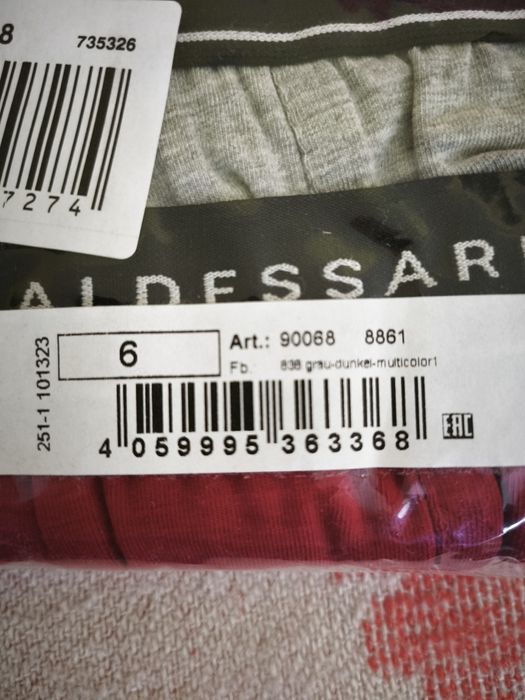 8
735326
7274
ALDESSARI
6
Art.: 90068 8861
Fb. 838 grau-dunkel-multicolor1
251-1 101323
4 059995 363368
EAC